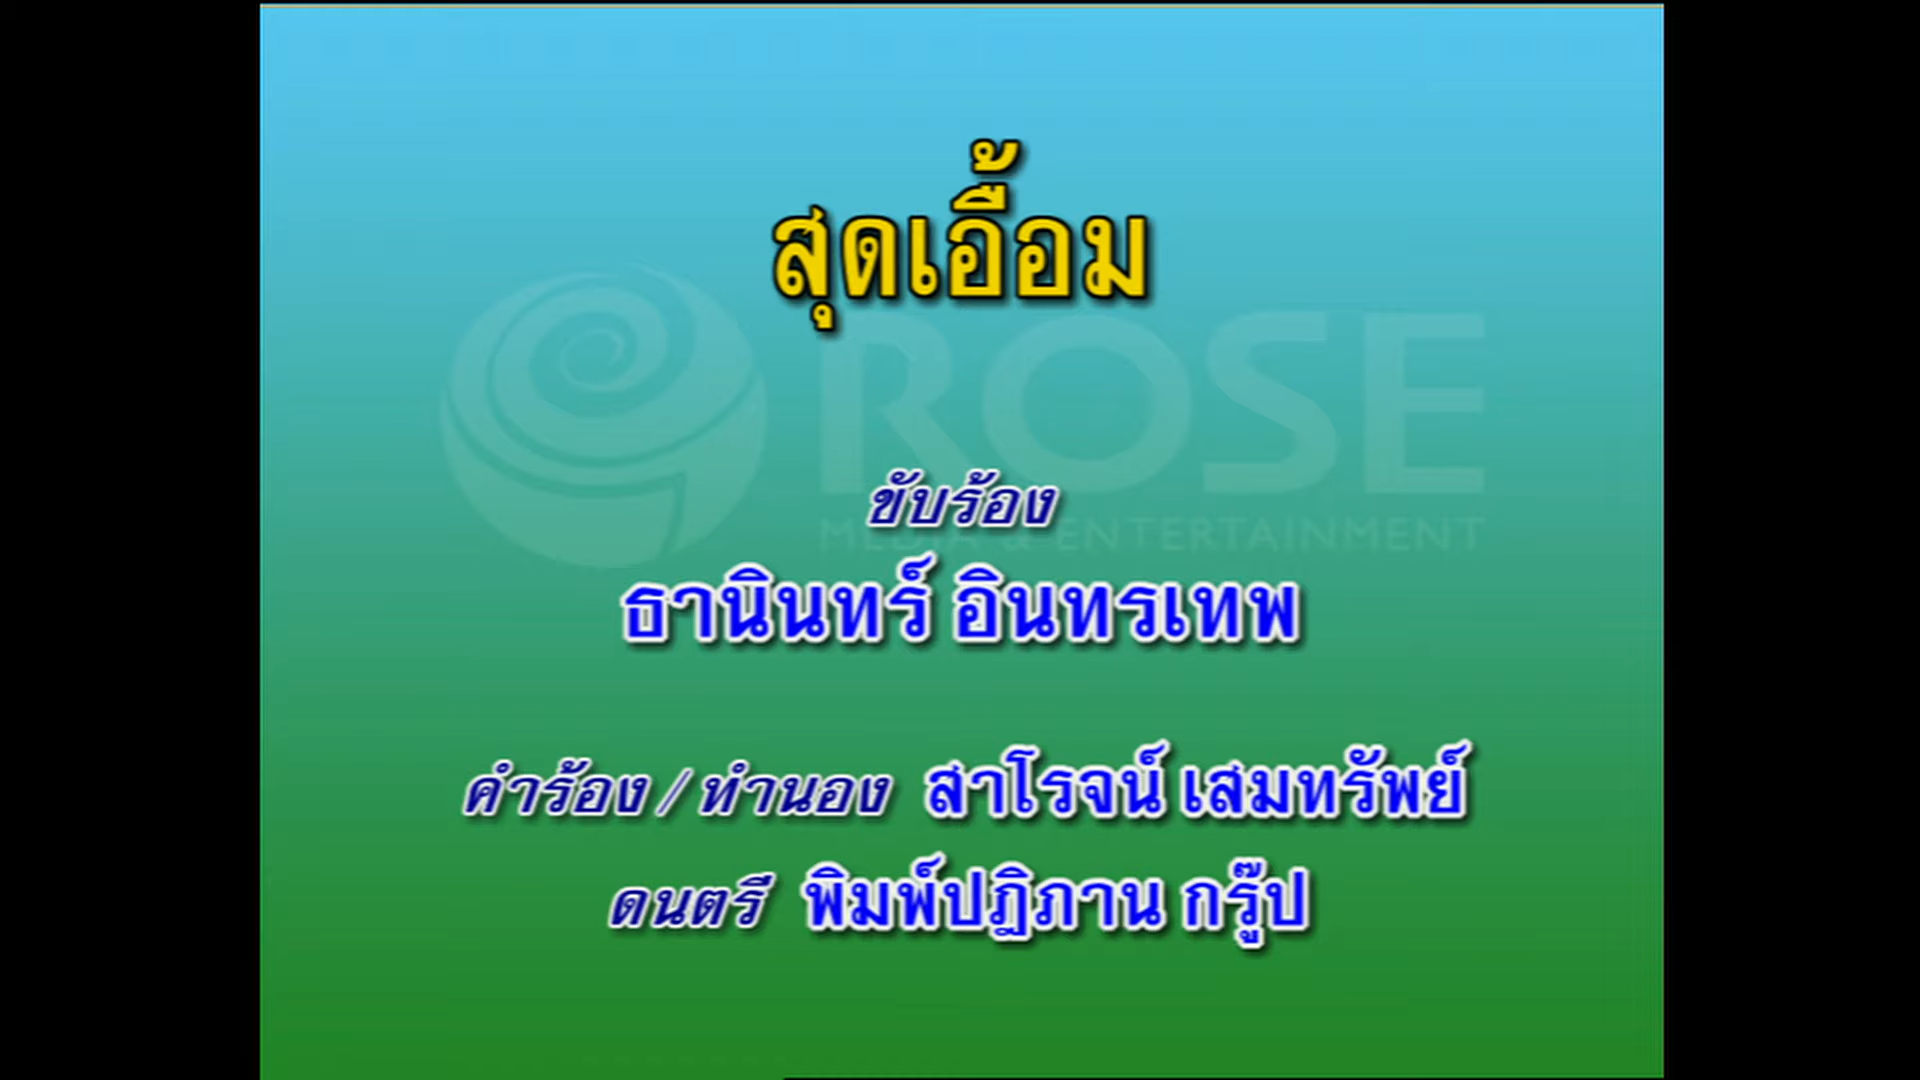 สุดเอื้อม
ROSE
MEDIA & ENTERTAINMENT
ขับร้อง
ธานินทร์ อินทรเทพ
คำร้อง / ทำนอง สาโรจน์ เสมทรัพย์
ดนตรี พิมพ์ปฏิภาน กรู๊ป